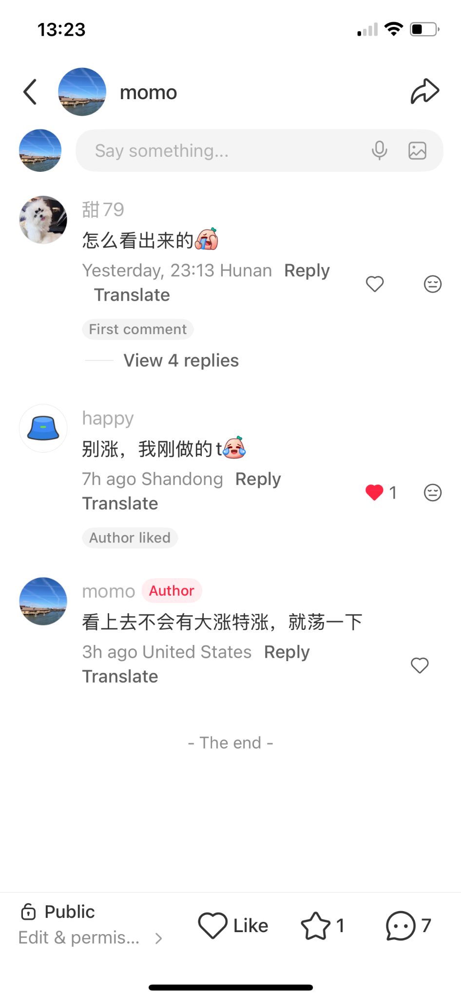 13:23
momo
Say something...
甜79
怎么看出来的
Yesterday, 23:13 Hunan Reply
Translate
First comment
View 4 replies
happy
别涨，我刚做的t
7h ago Shandong Reply
Translate
1
Author liked
momo Author
看上去不会有大涨特涨，就荡一下
3h ago United States Reply
Translate
- The end -
Public
Edit & permis...
Like
1
7